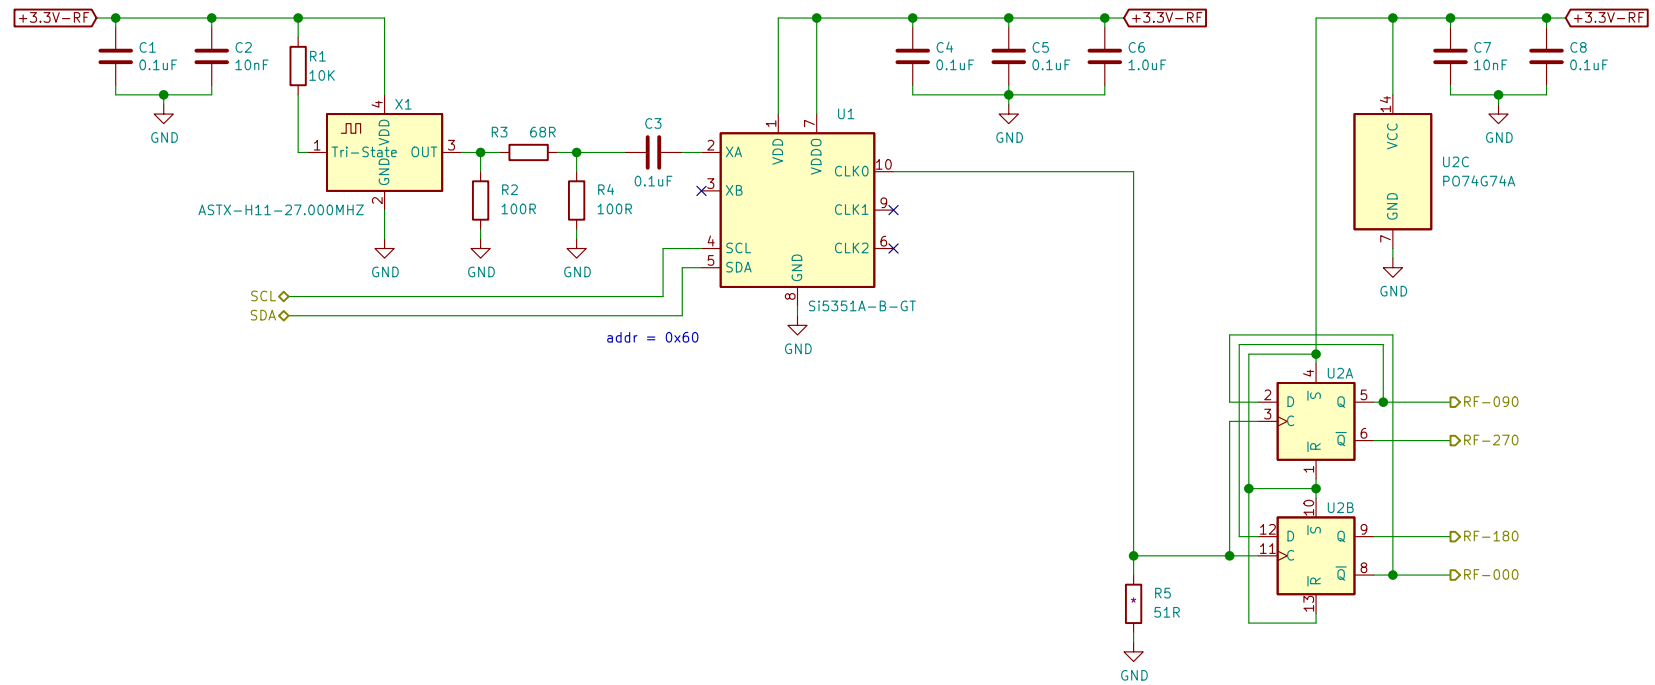 +3.3V-RF
C1
0.1uF
C2
10nF
R1
10K
GND
4
X1
VDD
1
Tri-State
OUT
3
GND
2
ASTX-H11-27.000MHZ
GND
R3
68R
R2
100R
GND
R4
100R
GND
C3
0.1uF
SCL
SDA
addr = 0x60
U1
1
VDD
7
VDDO
2
XA
3
XB
4
SCL
5
SDA
CLK0
10
CLK1
9
CLK2
6
GND
8
Si5351A-B-GT
GND
+3.3V-RF
C4
0.1uF
C5
0.1uF
C6
1.0uF
GND
+3.3V-RF
C7
10nF
C8
0.1uF
GND
14
VCC
U2C
PO74G74A
GND
7
GND
U2A
4
S
2
D
3
C
Q
5
Q
6
R
1
RF-090
RF-270
U2B
10
S
12
D
11
C
Q
9
Q
8
R
13
RF-180
RF-000
*
R5
51R
GND